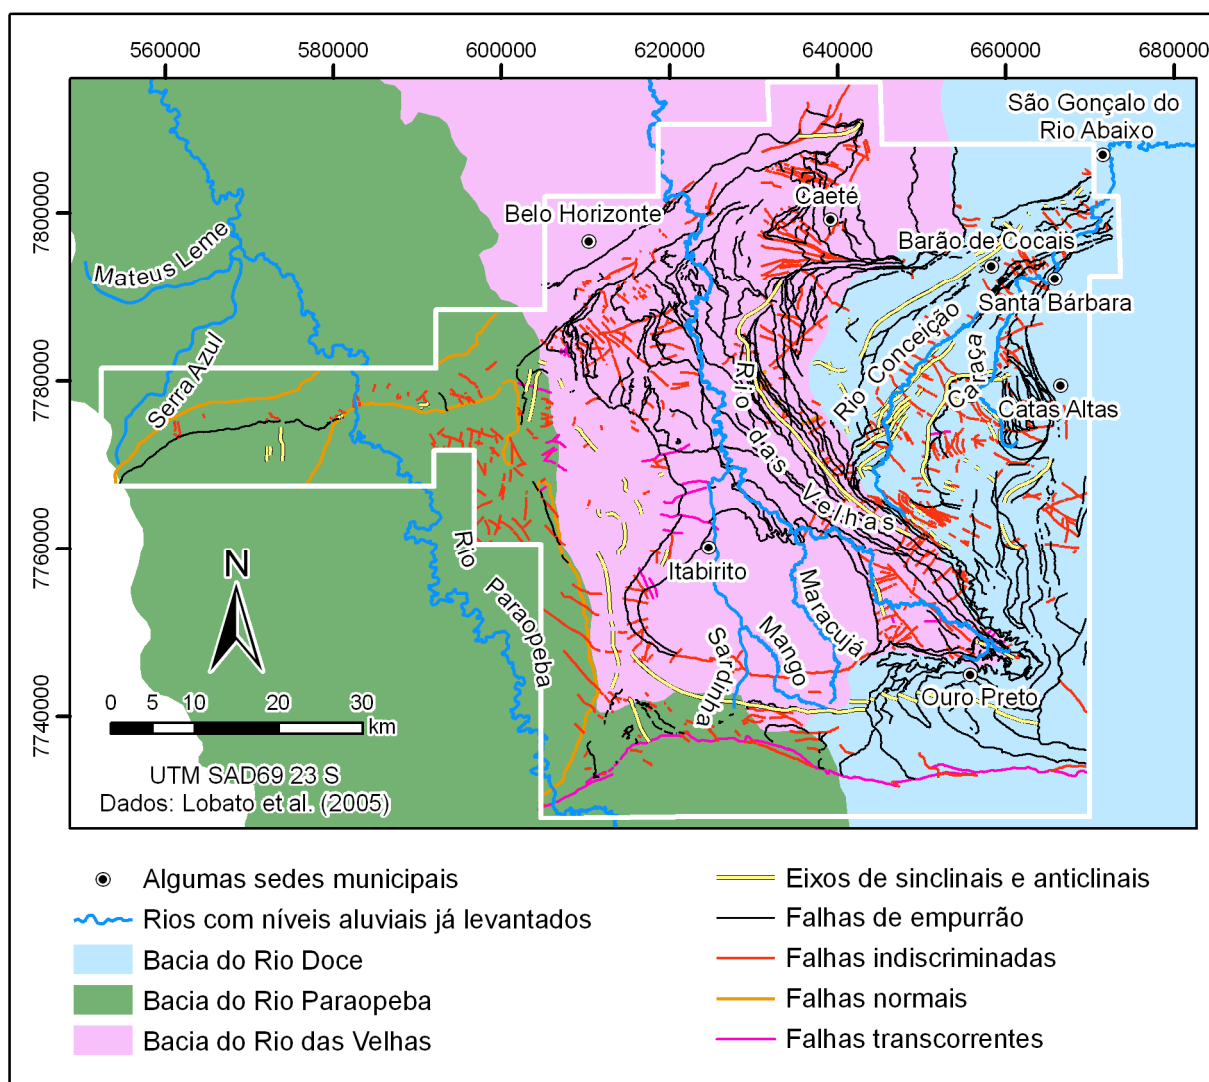 560000 580000 600000 620000 640000 660000 680000
7800000
7780000
7760000
7740000
São Gonçalo do
Rio Abaixo
Caeté
Belo Horizonte
Barão de Cocais
Mateus Leme
Santa Bárbara
Rio Conceição
Serra Azul
Caraça
Catas Altas
Rio das Velhas
Itabirito
Rio Paraopeba
Maracujá
Mango
Sardinha
Ouro Preto
N
0 5 10 20 30
km
UTM SAD69 23 S
Dados: Lobato et al. (2005)
Algumas sedes municipais
Rios com níveis aluviais já levantados
Bacia do Rio Doce
Bacia do Rio Paraopeba
Bacia do Rio das Velhas
Eixos de sinclinais e anticlinais
Falhas de empurrão
Falhas indiscriminadas
Falhas normais
Falhas transcorrentes